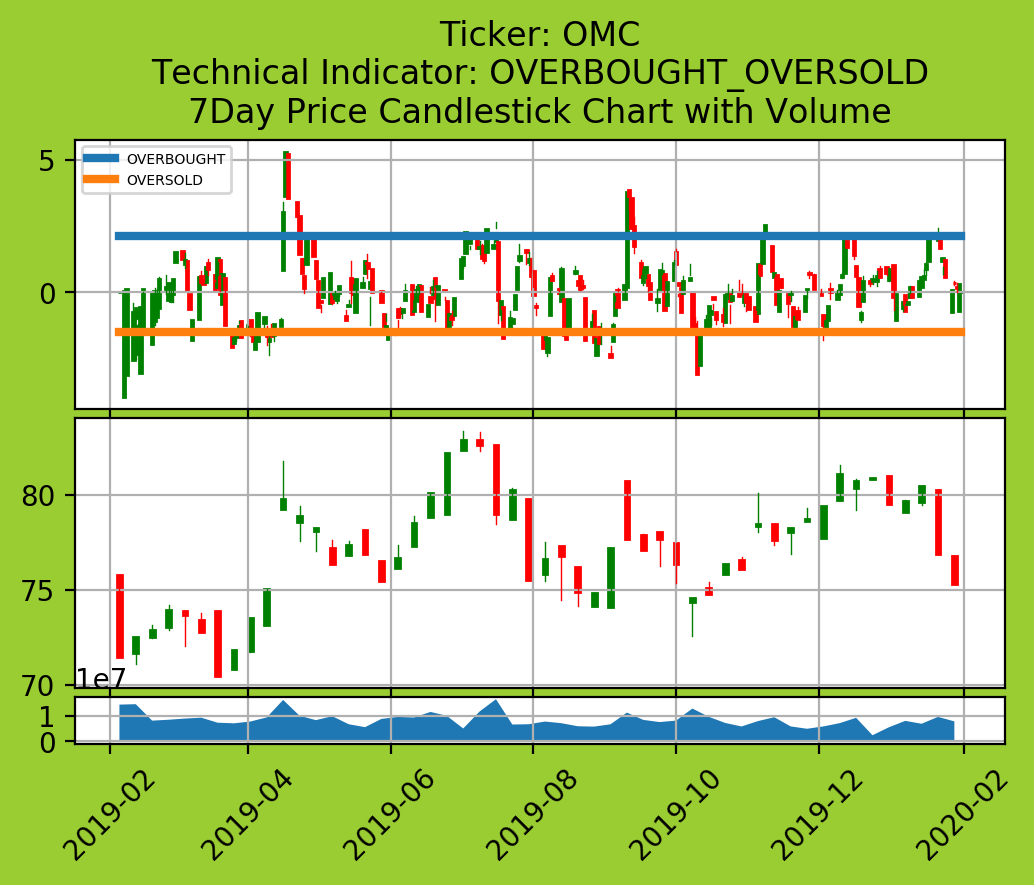 Ticker: OMC
Technical Indicator: OVERBOUGHT_OVERSOLD
7Day Price Candlestick Chart with Volume
OVERBOUGHT
OVERSOLD
5
0
80
75
70
1e7
1
0
2019-02
2019-04
2019-06
2019-08
2019-10
2019-12
2020-02